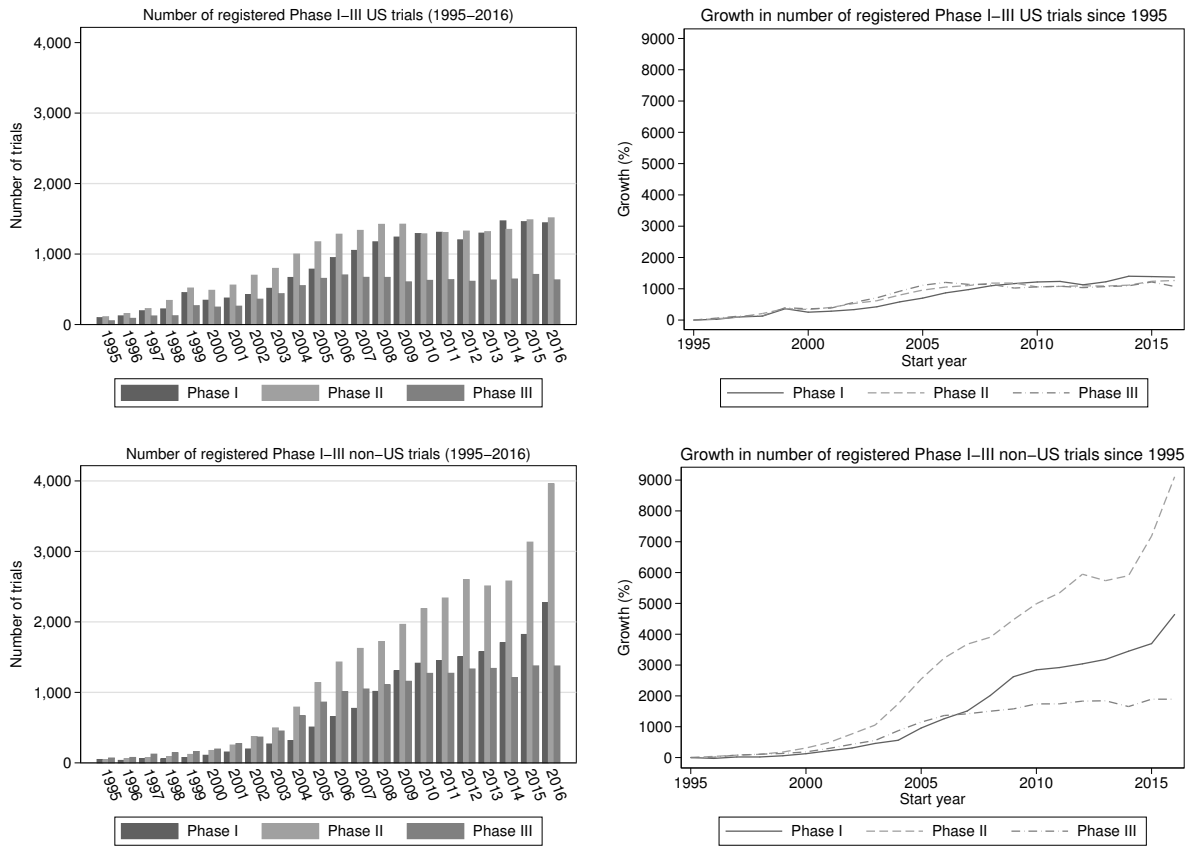 Number of registered Phase I−III US trials (1995−2016)
4,000
3,000
2,000
1,000
0
Number of trials
1995 1996 1997 1998 1999 2000 2001 2002 2003 2004 2005 2006 2007 2008 2009 2010 2011 2012 2013 2014 2015 2016
Phase I Phase II Phase III
Growth in number of registered Phase I−III US trials since 1995
9000
8000
7000
6000
5000
4000
3000
2000
1000
0
Growth (%)
1995 2000 2005 2010 2015
Start year
Phase I Phase II Phase III
Number of registered Phase I−III non−US trials (1995−2016)
4,000
3,000
2,000
1,000
0
Number of trials
1995 1996 1997 1998 1999 2000 2001 2002 2003 2004 2005 2006 2007 2008 2009 2010 2011 2012 2013 2014 2015 2016
Phase I Phase II Phase III
Growth in number of registered Phase I−III non−US trials since 1995
9000
8000
7000
6000
5000
4000
3000
2000
1000
0
Growth (%)
1995 2000 2005 2010 2015
Start year
Phase I Phase II Phase III